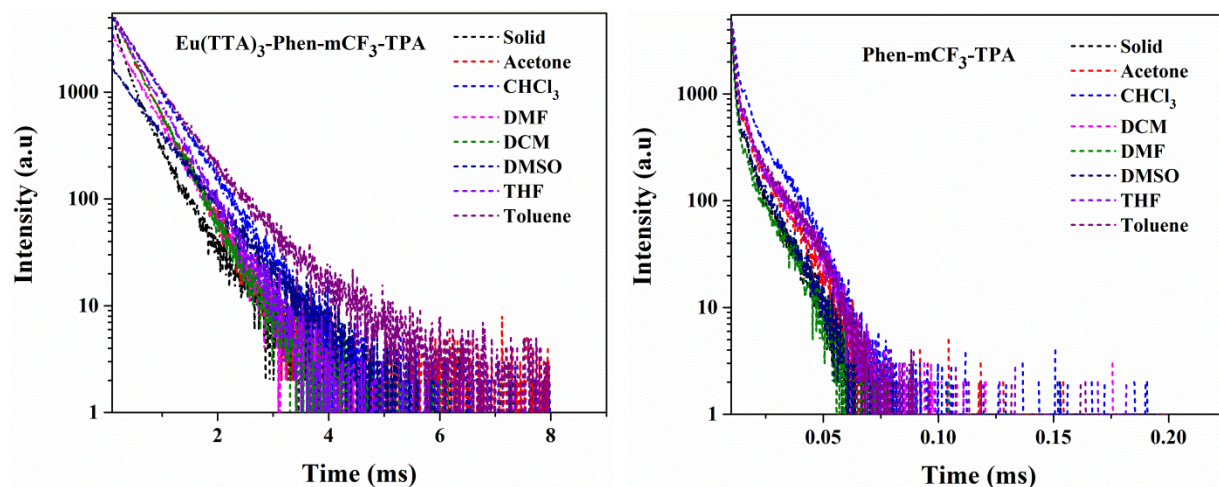 Eu(TTA)₃-Phen-mCF₃-TPA
Solid
Acetone
CHCl₃
DMF
DCM
DMSO
THF
Toluene
1000
100
10
1
Intensity (a.u)
2
4
6
8
Time (ms)
Phen-mCF₃-TPA
Solid
Acetone
CHCl₃
DCM
DMF
DMSO
THF
Toluene
1000
100
10
1
Intensity (a.u)
0.05
0.10
0.15
0.20
Time (ms)